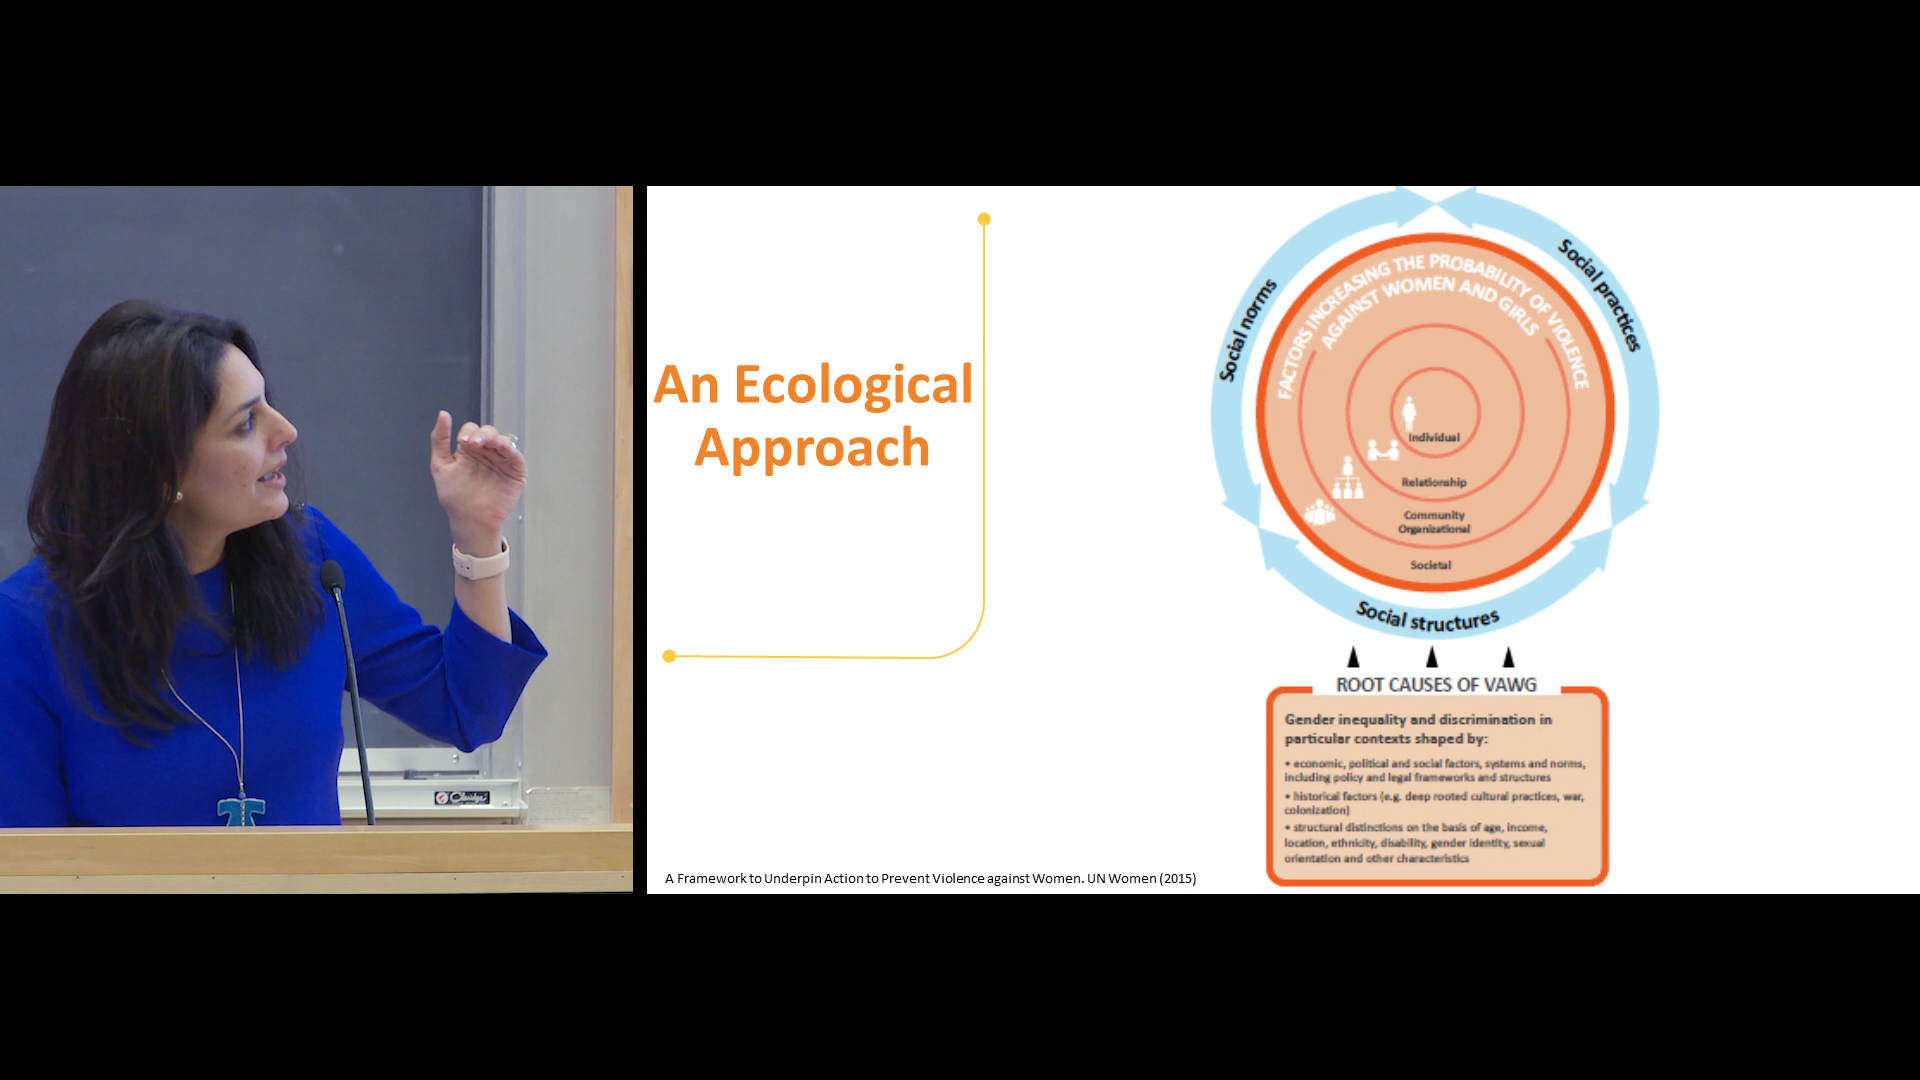 An Ecological
Approach
Social norms
Social practices
FACTORS INCREASING THE PROBABILITY OF VIOLENCE
AGAINST WOMEN AND GIRLS
Individual
Relationship
Community
Organizational
Societal
Social structures
ROOT CAUSES OF VAWG
Gender inequality and discrimination in
particular contexts shaped by:
• economic, political and social factors, systems and norms,
including policy and legal frameworks and structures
• historical factors (e.g. deep rooted cultural practices, war,
colonization)
• structural distinctions on the basis of age, income,
location, ethnicity, disability, gender identity, sexual
orientation and other characteristics
A Framework to Underpin Action to Prevent Violence against Women. UN Women (2015)
Claridge